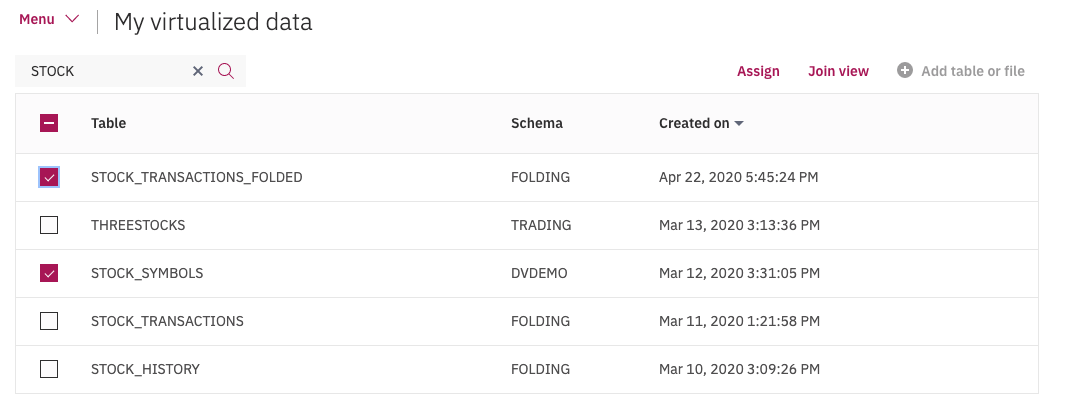 Menu My virtualized data
STOCK Assign Join view Add table or file
Table Schema Created on
STOCK_TRANSACTIONS_FOLDED FOLDING Apr 22, 2020 5:45:24 PM
THREESTOCKS TRADING Mar 13, 2020 3:13:36 PM
STOCK_SYMBOLS DVDEMO Mar 12, 2020 3:31:05 PM
STOCK_TRANSACTIONS FOLDING Mar 11, 2020 1:21:58 PM
STOCK_HISTORY FOLDING Mar 10, 2020 3:09:26 PM